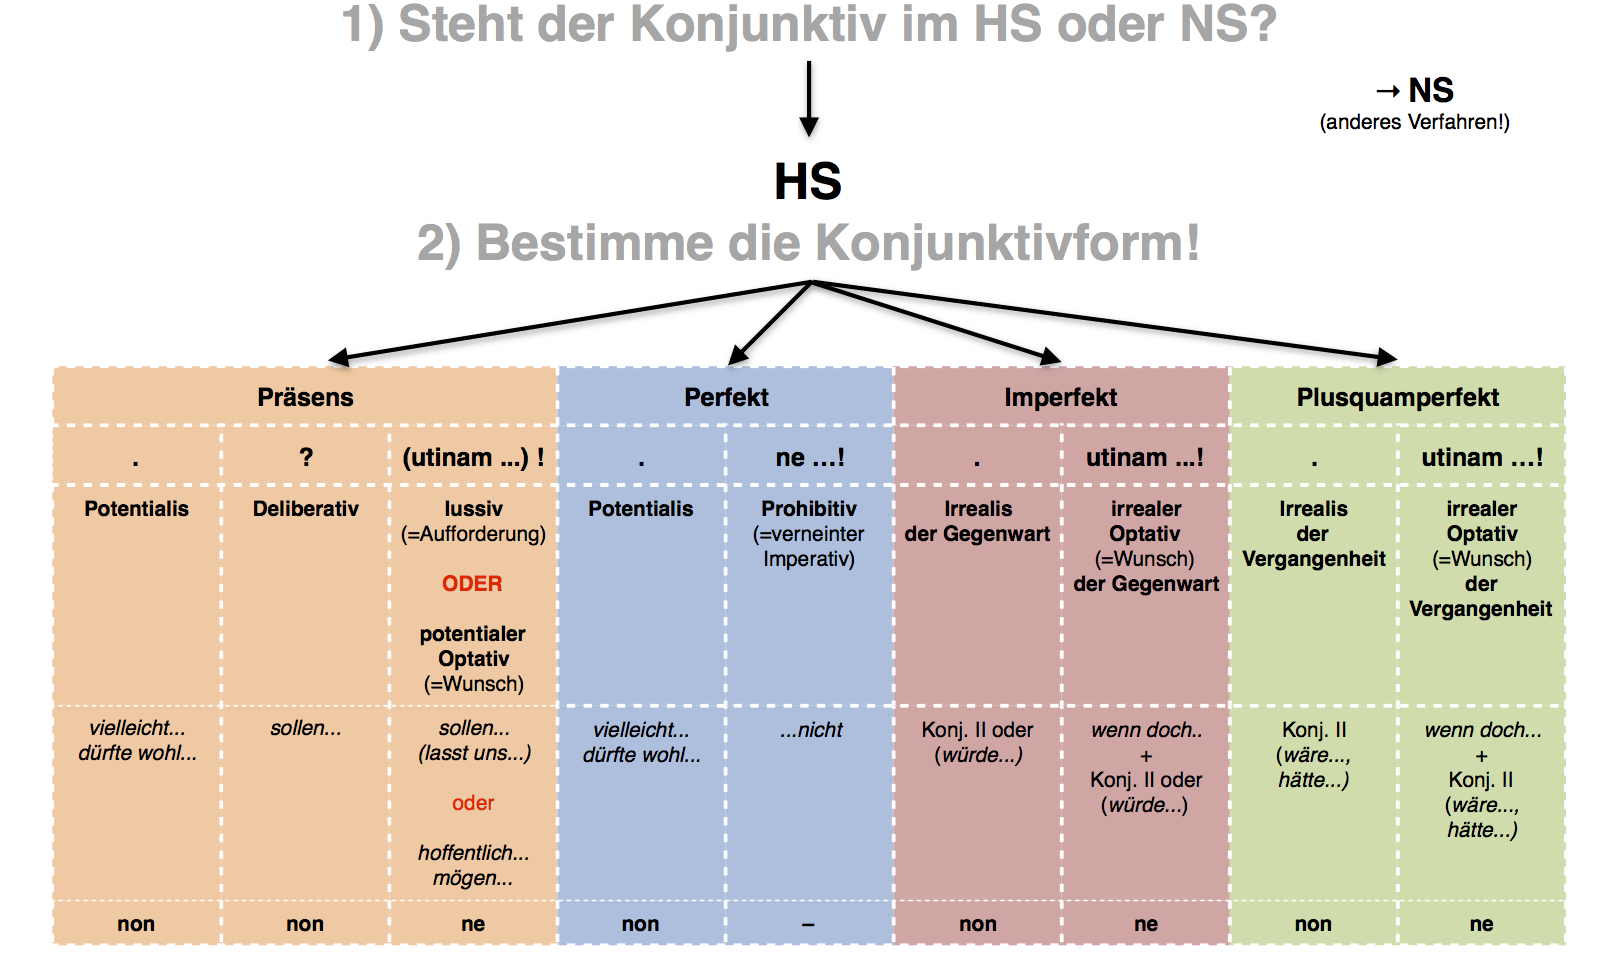 1) Steht der Konjunktiv im HS oder NS?
→ NS
(anderes Verfahren!)
HS
2) Bestimme die Konjunktivform!
Präsens Perfekt Imperfekt Plusquamperfekt
. ? (utinam ...) ! . ne ...! . utinam ...! . utinam ...!
Potentialis
Deliberativ
Iussiv
(=Aufforderung)
ODER
potentialer
Optativ
(=Wunsch)
Potentialis
Prohibitiv
(=verneinter
Imperativ)
Irrealis
der Gegenwart
irrealer
Optativ
(=Wunsch)
der Gegenwart
Irrealis
der
Vergangenheit
irrealer
Optativ
(=Wunsch)
der
Vergangenheit
vielleicht...
dürfte wohl...
sollen...
sollen...
(lasst uns...)
oder
hoffentlich...
mögen...
vielleicht...
dürfte wohl...
...nicht
Konj. II oder
(würde...)
wenn doch..
+
Konj. II oder
(würde...)
Konj. II
(wäre...,
hätte...)
wenn doch...
+
Konj. II
(wäre...,
hätte...)
non non ne non – non ne non ne